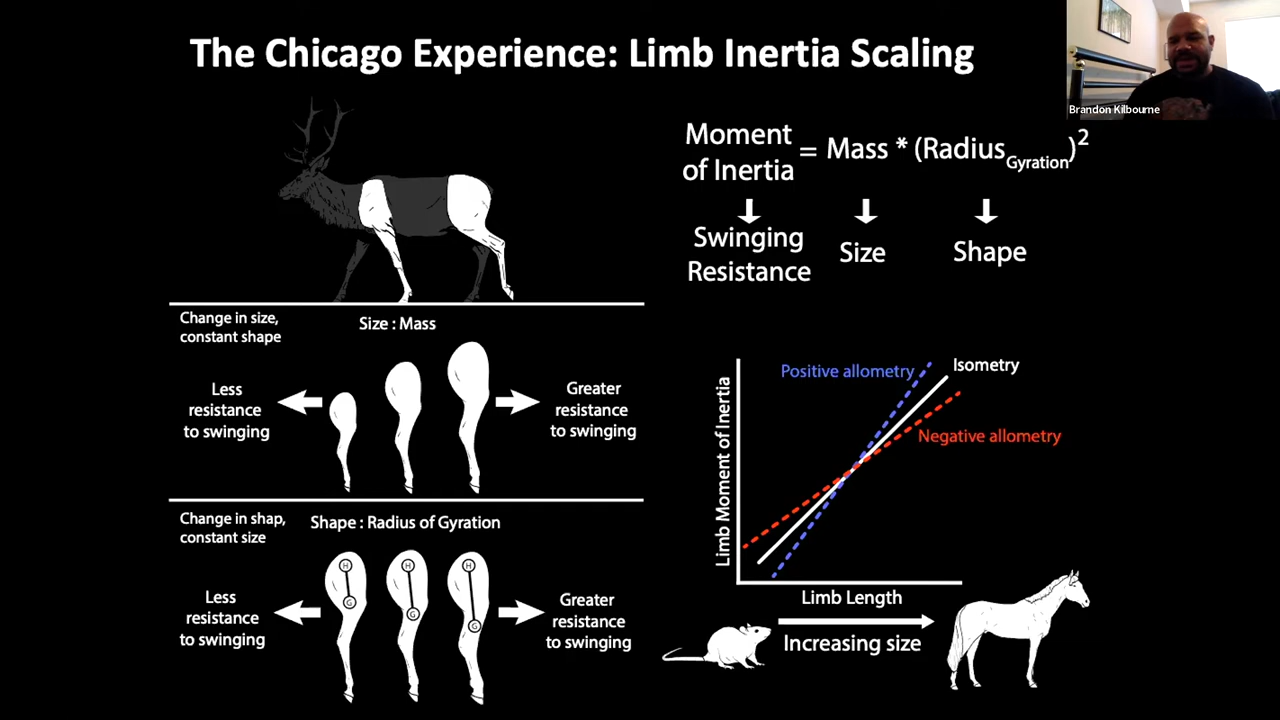 The Chicago Experience: Limb Inertia Scaling
Brandon Kilbourne
Moment
of Inertia
= Mass * (Radius Gyration)2
Swinging
Resistance
Size
Shape
Change in size,
constant shape
Size : Mass
Less
resistance
to swinging
Greater
resistance
to swinging
Change in shap,
constant size
Shape : Radius of Gyration
H
G
H
G
H
G
Less
resistance
to swinging
Greater
resistance
to swinging
Positive allometry
Isometry
Negative allometry
Limb Moment of Inertia
Limb Length
Increasing size